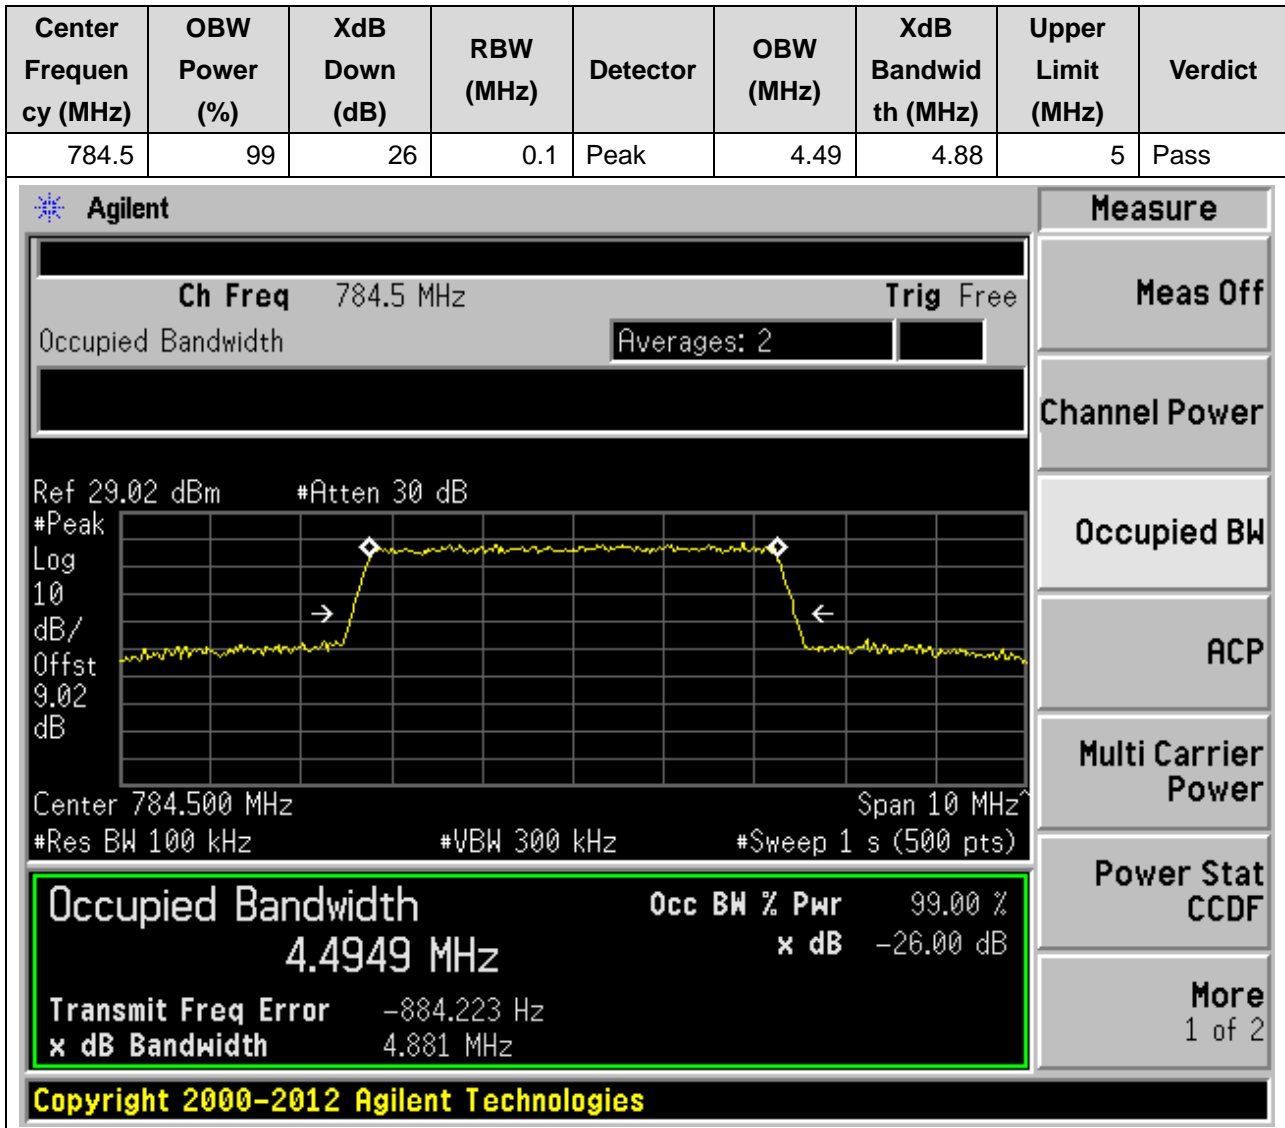 Center Frequen cy (MHz) OBW Power (%) XdB Down (dB) RBW (MHz) Detector OBW (MHz) XdB Bandwid th (MHz) Upper Limit (MHz) Verdict
784.5 99 26 0.1 Peak 4.49 4.88 5 Pass
Agilent
Ch Freq 784.5 MHz Trig Free
Occupied Bandwidth Averages: 2
Ref 29.02 dBm #Atten 30 dB
#Peak
Log
10
dB/
Offst
9.02
dB
Center 784.500 MHz Span 10 MHz^
#Res BW 100 kHz #VBW 300 kHz #Sweep 1 s (500 pts)
Occupied Bandwidth Occ BW % Pwr 99.00 %
4.4949 MHz x dB -26.00 dB
Transmit Freq Error -884.223 Hz
x dB Bandwidth 4.881 MHz
Measure
Meas Off
Channel Power
Occupied BW
ACP
Multi Carrier
Power
Power Stat
CCDF
More
1 of 2
Copyright 2000-2012 Agilent Technologies